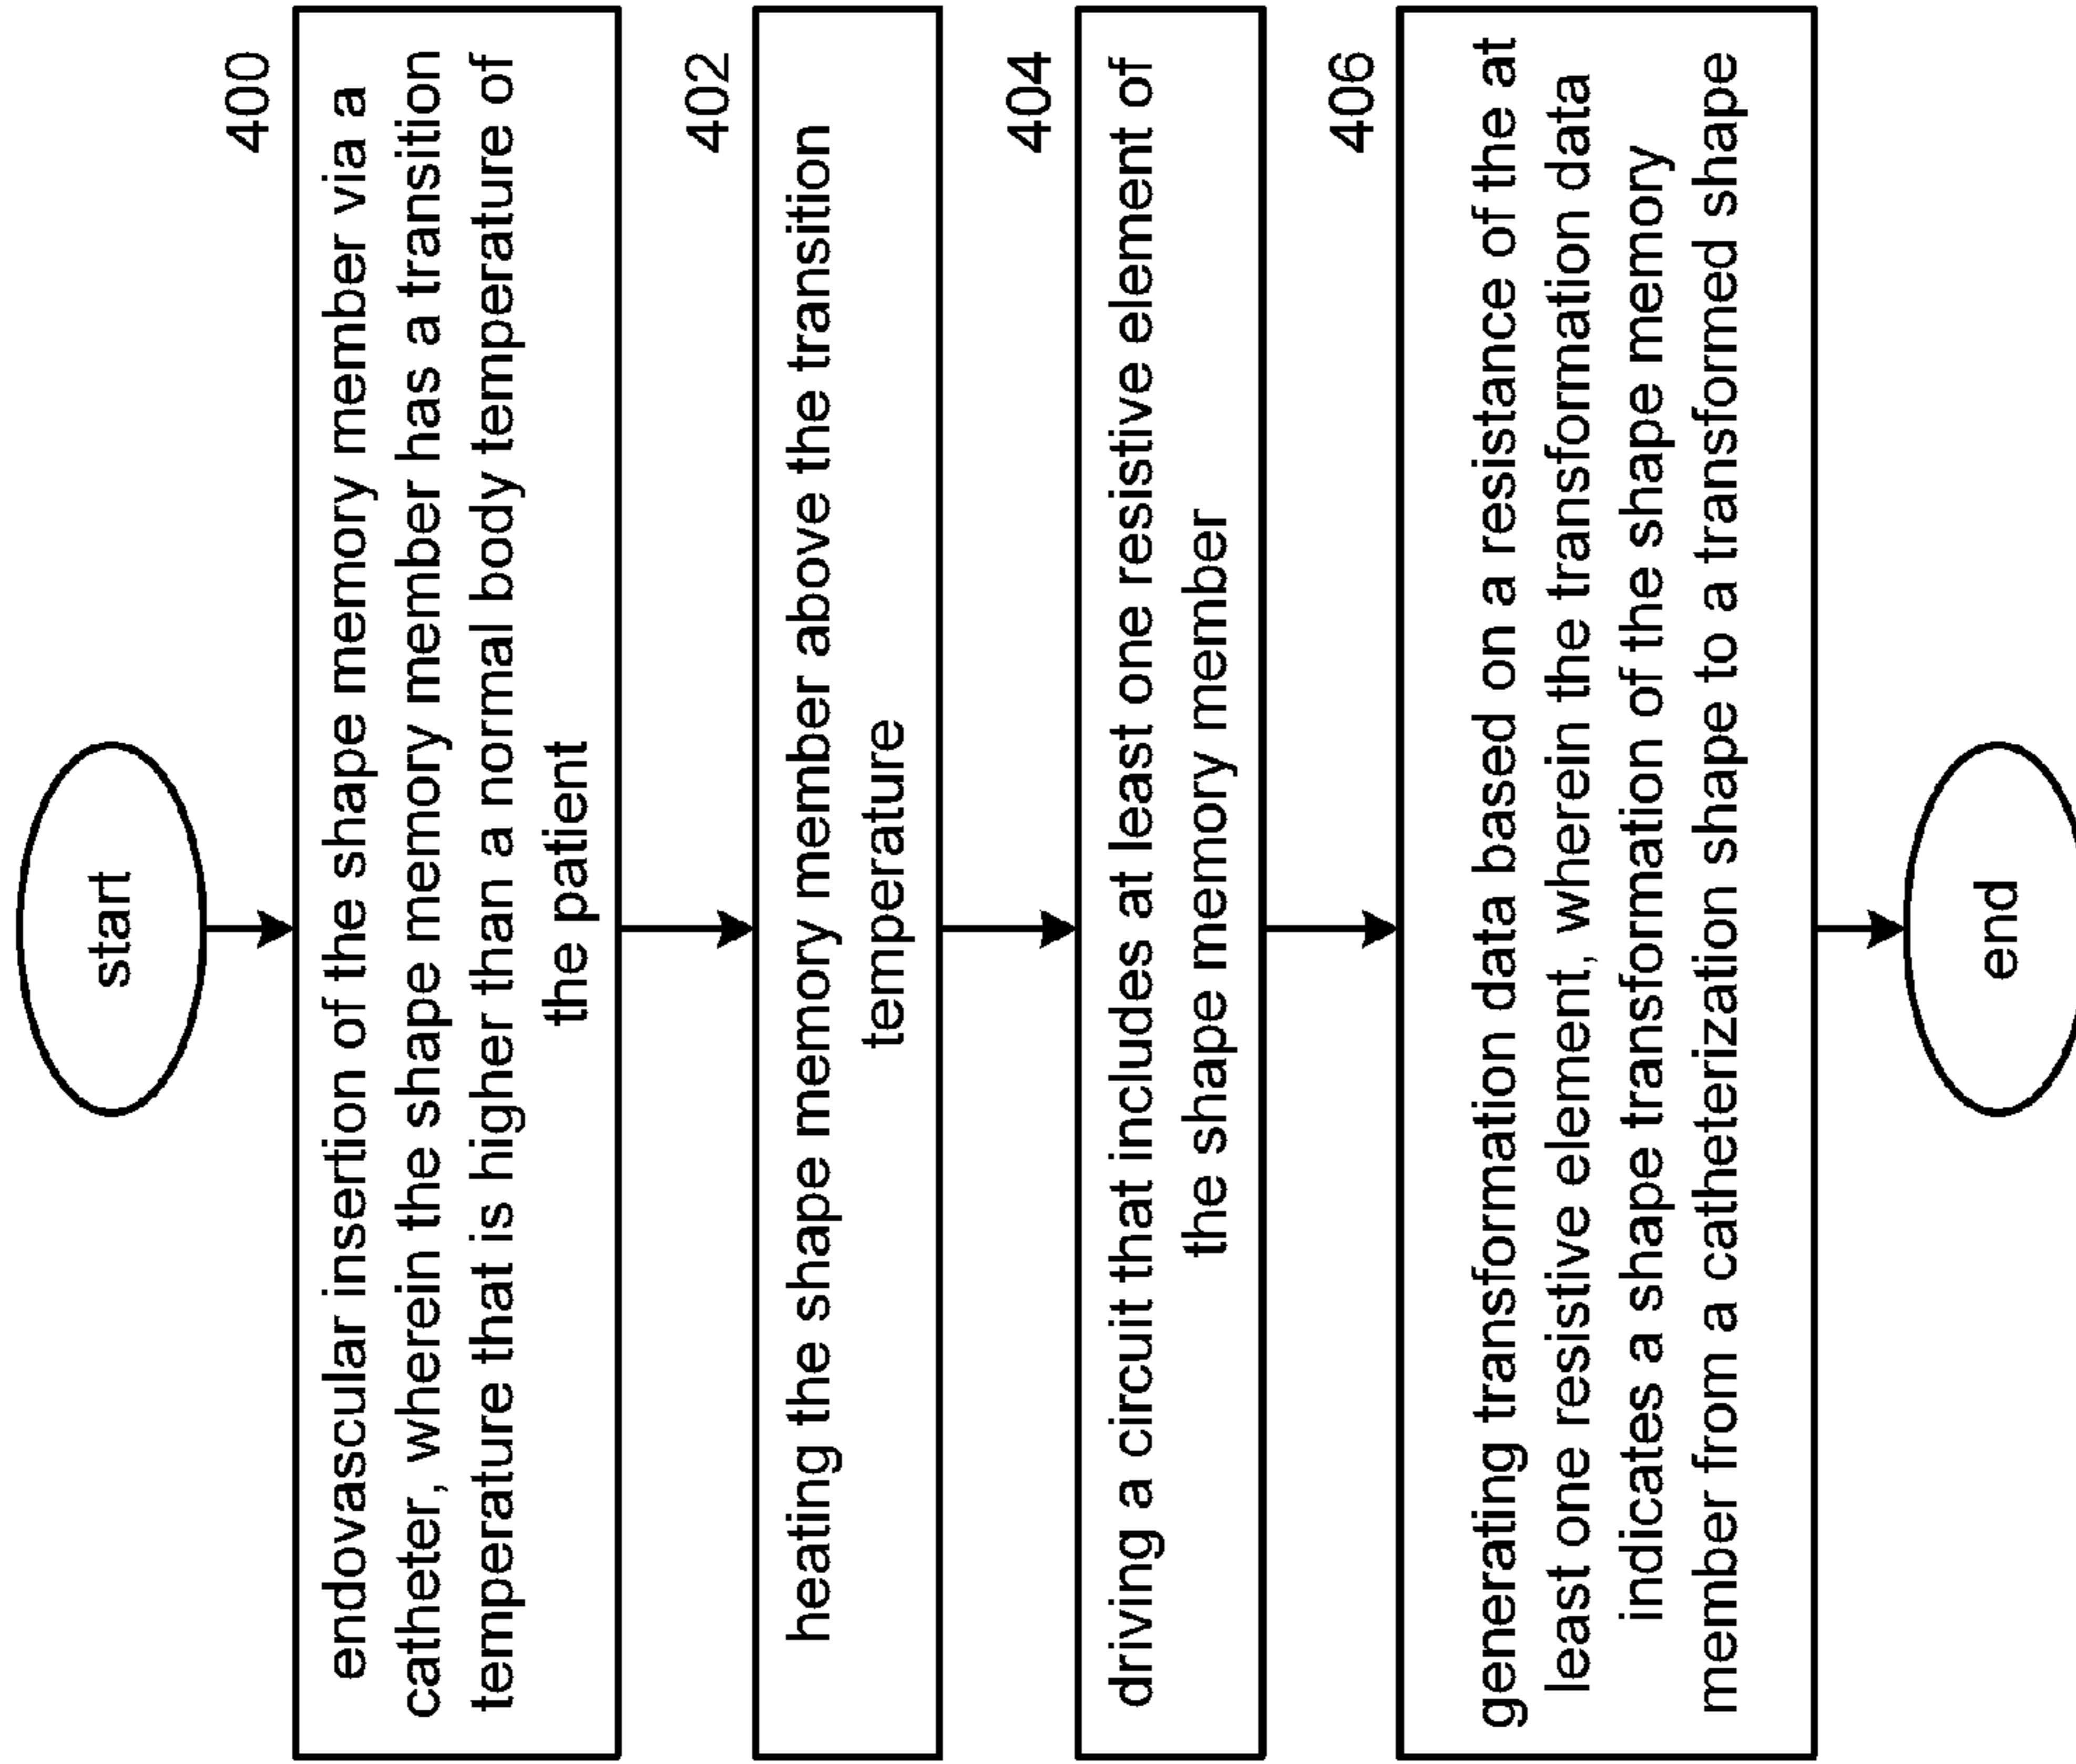 start
400
endovascular insertion of the shape memory member via a
catheter, wherein the shape memory member has a transition
temperature that is higher than a normal body temperature of
the patient
402
heating the shape memory member above the transition
temperature
404
driving a circuit that includes at least one resistive element of
the shape memory member
406
generating transformation data based on a resistance of the at
least one resistive element, wherein the transformation data
indicates a shape transformation of the shape memory
member from a catheterization shape to a transformed shape
end